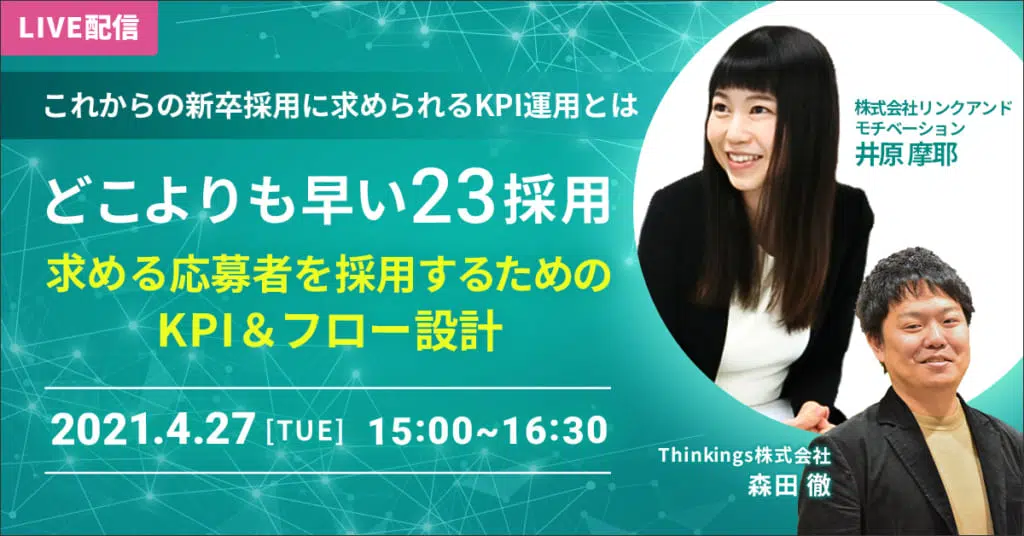 LIVE配信
これからの新卒採用に求められるKPI運用とは
どこよりも早い23採用
求める応募者を採用するための
KPI＆フロー設計
2021.4.27 [TUE] 15:00~16:30
株式会社リンクアンド
モチベーション
井原 摩耶
Thinkings株式会社
森田 徹